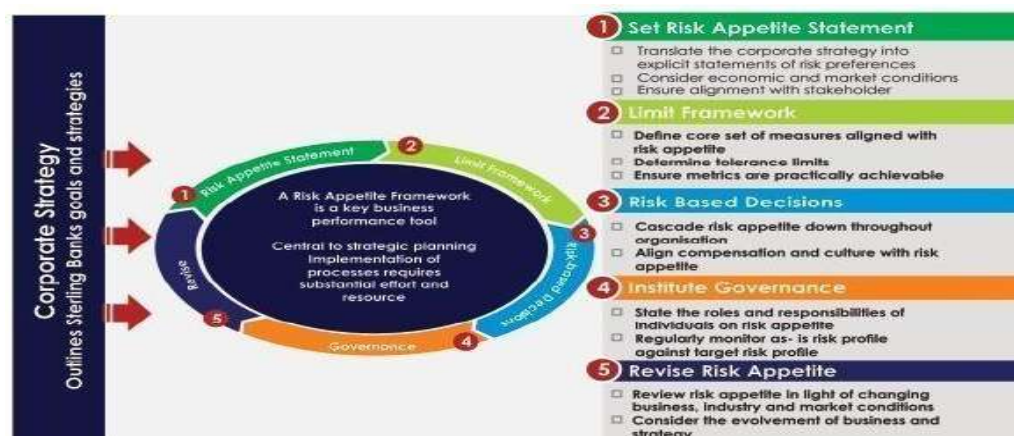 Corporate Strategy
Outlines Sterling Banks goals and strategies
1
Risk Appetite Statement
2
Limit Framework
3
Risk-based Decisions
4
Governance
5
Revise
A Risk Appetite Framework
is a key business
performance tool
Central to strategic planning
Implementation of
processes requires
substantial effort and
resource
1 Set Risk Appetite Statement
Translate the corporate strategy into
explicit statements of risk preferences
Consider economic and market conditions
Ensure alignment with stakeholder
2 Limit Framework
Define core set of measures aligned with
risk appetite
Determine tolerance limits
Ensure metrics are practically achievable
3 Risk Based Decisions
Cascade risk appetite down throughout
organisation
Align compensation and culture with risk
appetite
4 Institute Governance
State the roles and responsibilities of
individuals on risk appetite
Regularly monitor as- is risk profile
against target risk profile
5 Revise Risk Appetite
Review risk appetite in light of changing
business, industry and market conditions
Consider the evolvement of business and
strategy